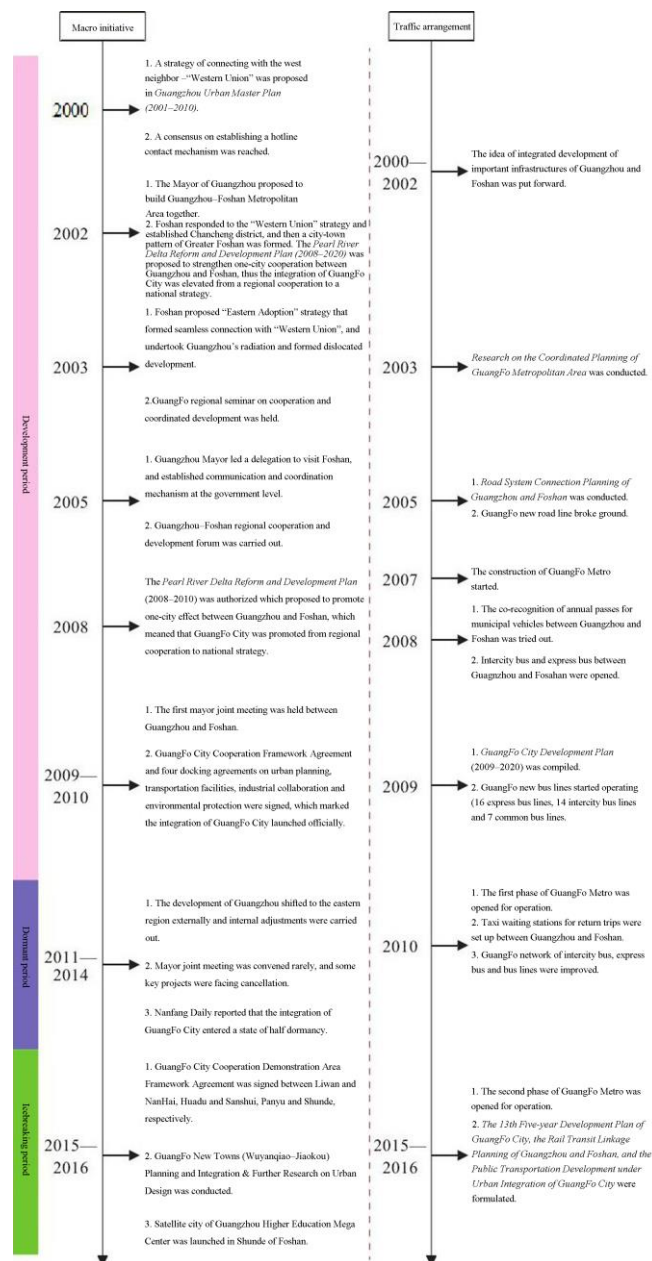 Macro initiative
Traffic arrangement
Development period
2000
1. A strategy of connecting with the west
neighbor –“Western Union” was proposed
in Guangzhou Urban Master Plan
(2001–2010).
2. A consensus on establishing a hotline
contact mechanism was reached.
2002
1. The Mayor of Guangzhou proposed to
build Guangzhou–Foshan Metropolitan
Area together.
2. Foshan responded to the “Western Union” strategy and
established Chancheng district, and then a city-town
pattern of Greater Foshan was formed. The Pearl River
Delta Reform and Development Plan (2008–2020) was
proposed to strengthen one-city cooperation between
Guangzhou and Foshan, thus the integration of GuangFo
City was elevated from a regional cooperation to a
national strategy.
2003
1. Foshan proposed “Eastern Adoption” strategy that
formed seamless connection with “Western Union”, and
undertook Guangzhou’s radiation and formed dislocated
development.
2.GuangFo regional seminar on cooperation and
coordinated development was held.
2005
1. Guangzhou Mayor led a delegation to visit Foshan,
and established communication and coordination
mechanism at the government level.
2. Guangzhou–Foshan regional cooperation and
development forum was carried out.
2008
The Pearl River Delta Reform and Development Plan
(2008–2010) was authorized which proposed to promote
one-city effect between Guangzhou and Foshan, which
meant that GuangFo City was promoted from regional
cooperation to national strategy.
2009—
2010
1. The first mayor joint meeting was held between
Guangzhou and Foshan.
2. GuangFo City Cooperation Framework Agreement
and four docking agreements on urban planning,
transportation facilities, industrial collaboration and
environmental protection were signed, which marked
the integration of GuangFo City launched officially.
Dormant period
2011—
2014
1. The development of Guangzhou shifted to the eastern
region externally and internal adjustments were carried
out.
2. Mayor joint meeting was convened rarely, and some
key projects were facing cancellation.
3. Nanfang Daily reported that the integration of
GuangFo City entered a state of half dormancy.
Icebreaking period
2015—
2016
1. GuangFo City Cooperation Demonstration Area
Framework Agreement was signed between Liwan and
NanHai, Huadu and Sanshui, Panyu and Shunde,
respectively.
2. GuangFo New Towns (Wuyanqiao–Jiaokou)
Planning and Integration & Further Research on Urban
Design was conducted.
3. Satellite city of Guangzhou Higher Education Mega
Center was launched in Shunde of Foshan.
2000—
2002
The idea of integrated development of
important infrastructures of Guangzhou and
Foshan was put forward.
2003
Research on the Coordinated Planning of
GuangFo Metropolitan Area was conducted.
2005
1. Road System Connection Planning of
Guangzhou and Foshan was conducted.
2. GuangFo new road line broke ground.
2007
The construction of GuangFo Metro
started.
2008
1. The co-recognition of annual passes for
municipal vehicles between Guangzhou and
Foshan was tried out.
2. Intercity bus and express bus between
Guagnzhou and Fosahan were opened.
2009
1. GuangFo City Development Plan
(2009–2020) was compiled.
2. GuangFo new bus lines started operating
(16 express bus lines, 14 intercity bus lines
and 7 common bus lines.
2010
1. The first phase of GuangFo Metro was
opened for operation.
2. Taxi waiting stations for return trips were
set up between Guangzhou and Foshan.
3. GuangFo network of intercity bus, express
bus and bus lines were improved.
2015—
2016
1. The second phase of GuangFo Metro was
opened for operation.
2. The 13th Five-year Development Plan of
GuangFo City, the Rail Transit Linkage
Planning of Guangzhou and Foshan, and the
Public Transportation Development under
Urban Integration of GuangFo City were
formulated.